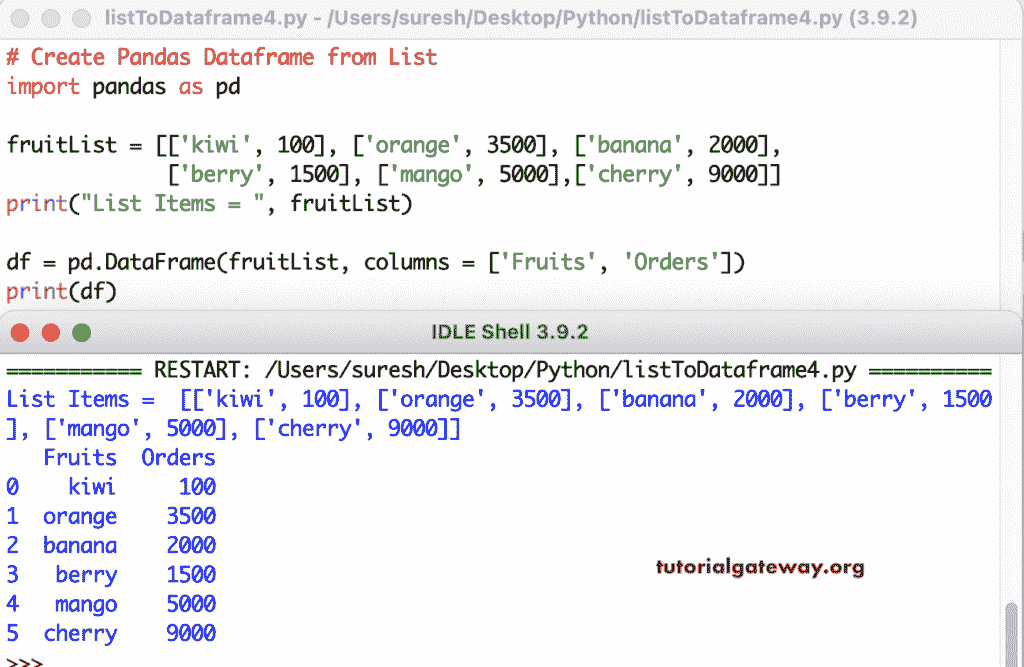 listToDataframe4.py - /Users/suresh/Desktop/Python/listToDataframe4.py (3.9.2)
# Create Pandas Dataframe from List
import pandas as pd
fruitList = [['kiwi', 100], ['orange', 3500], ['banana', 2000],
['berry', 1500], ['mango', 5000],['cherry', 9000]]
print("List Items = ", fruitList)
df = pd.DataFrame(fruitList, columns = ['Fruits', 'Orders'])
print(df)
IDLE Shell 3.9.2
=========== RESTART: /Users/suresh/Desktop/Python/listToDataframe4.py ==========
List Items =  [['kiwi', 100], ['orange', 3500], ['banana', 2000], ['berry', 1500
], ['mango', 5000], ['cherry', 9000]]
Fruits  Orders
0    kiwi     100
1  orange    3500
2  banana    2000
3   berry    1500
4   mango    5000
5  cherry    9000
tutorialgateway.org
>>>